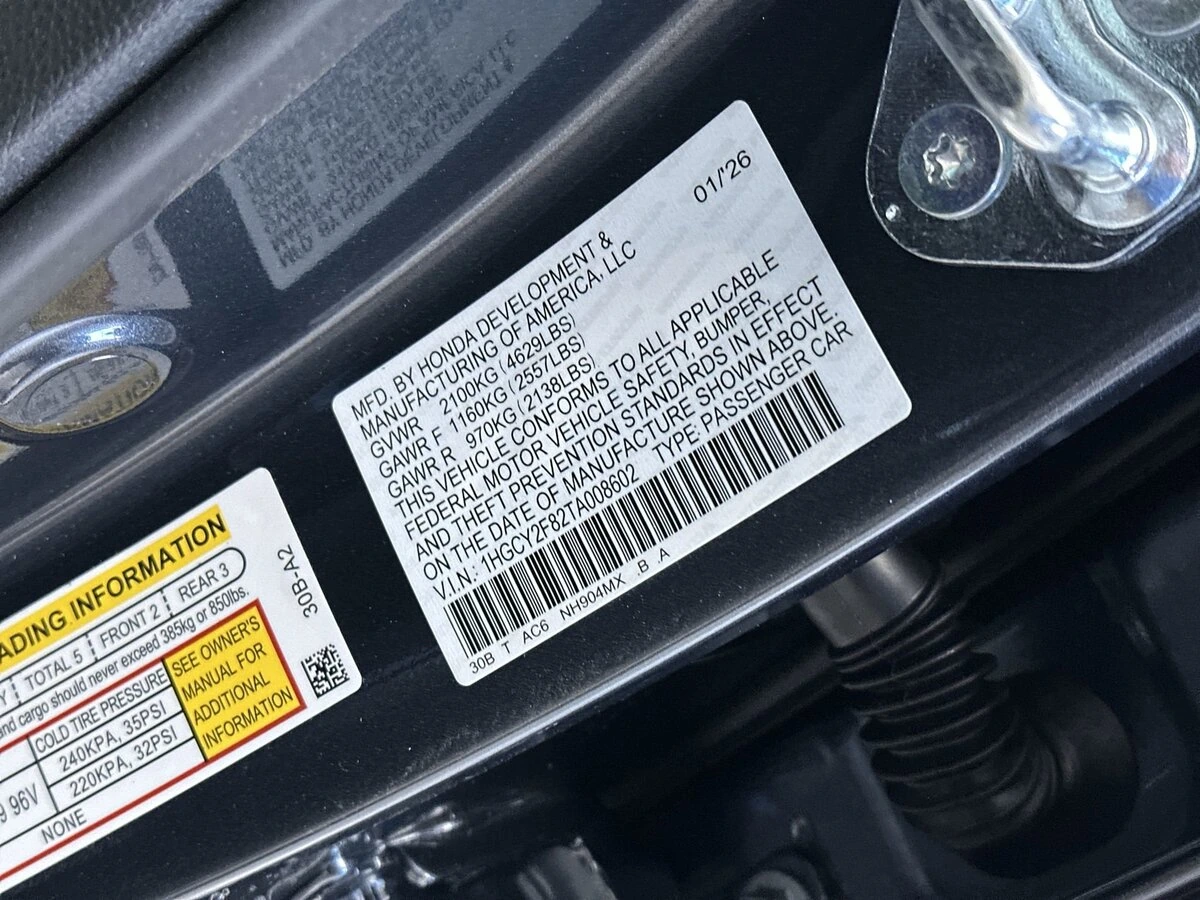 MFD. BY HONDA DEVELOPMENT &
MANUFACTURING OF AMERICA, LLC
01/'26
GVWR 2100KG (4629LBS)
GAWR F 1160KG (2557LBS)
GAWR R 970KG (2138LBS)
THIS VEHICLE CONFORMS TO ALL APPLICABLE
FEDERAL MOTOR VEHICLE SAFETY, BUMPER,
AND THEFT PREVENTION STANDARDS IN EFFECT
ON THE DATE OF MANUFACTURE SHOWN ABOVE.
V.I.N: 1HGCY2F82TA008602 TYPE: PASSENGER CAR
30B T AC6 NH904MX .B .A
ADING INFORMATION
Y TOTAL 5 FRONT 2 REAR 3
and cargo should never exceed 385kg or 850lbs.
COLD TIRE PRESSURE
240KPA, 35PSI
9 96V 220KPA, 32PSI
NONE
SEE OWNER'S
MANUAL FOR
ADDITIONAL
INFORMATION
30B-A2